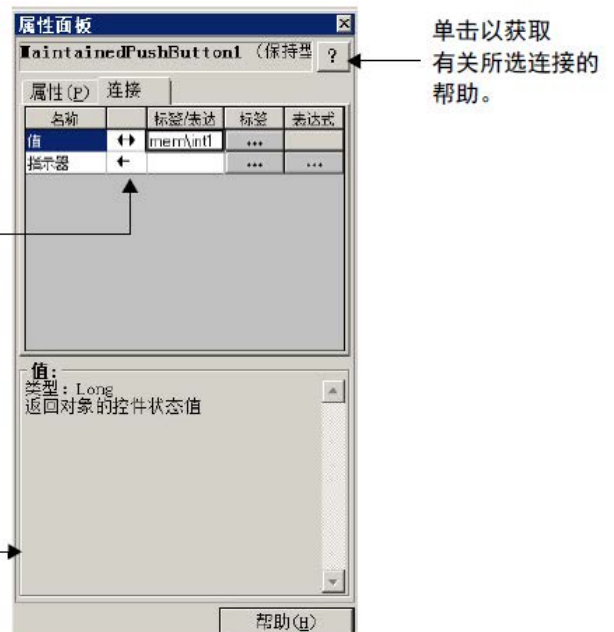 属性面板
MaintainedPushButton1 （保持型
?
单击以获取
有关所选连接的
帮助。
属性(P) 连接
名称 标签/表达 标签 表达式
值 ↔ mem\int1 ... 
指示器 ← ... ...
值:
类型：Long
返回对象的控件状态值
帮助(H)